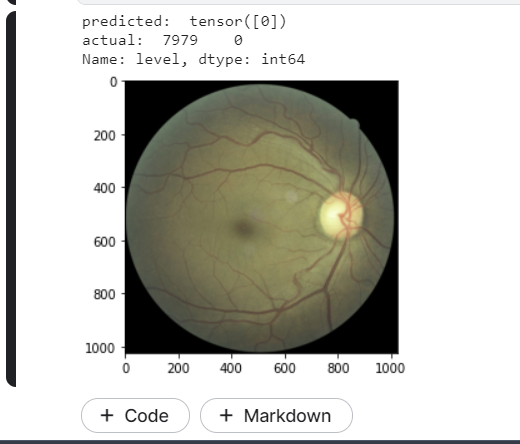 predicted:  tensor([0])
actual:  7979    0
Name: level, dtype: int64
0
200
400
600
800
1000
0 200 400 600 800 1000
+ Code + Markdown